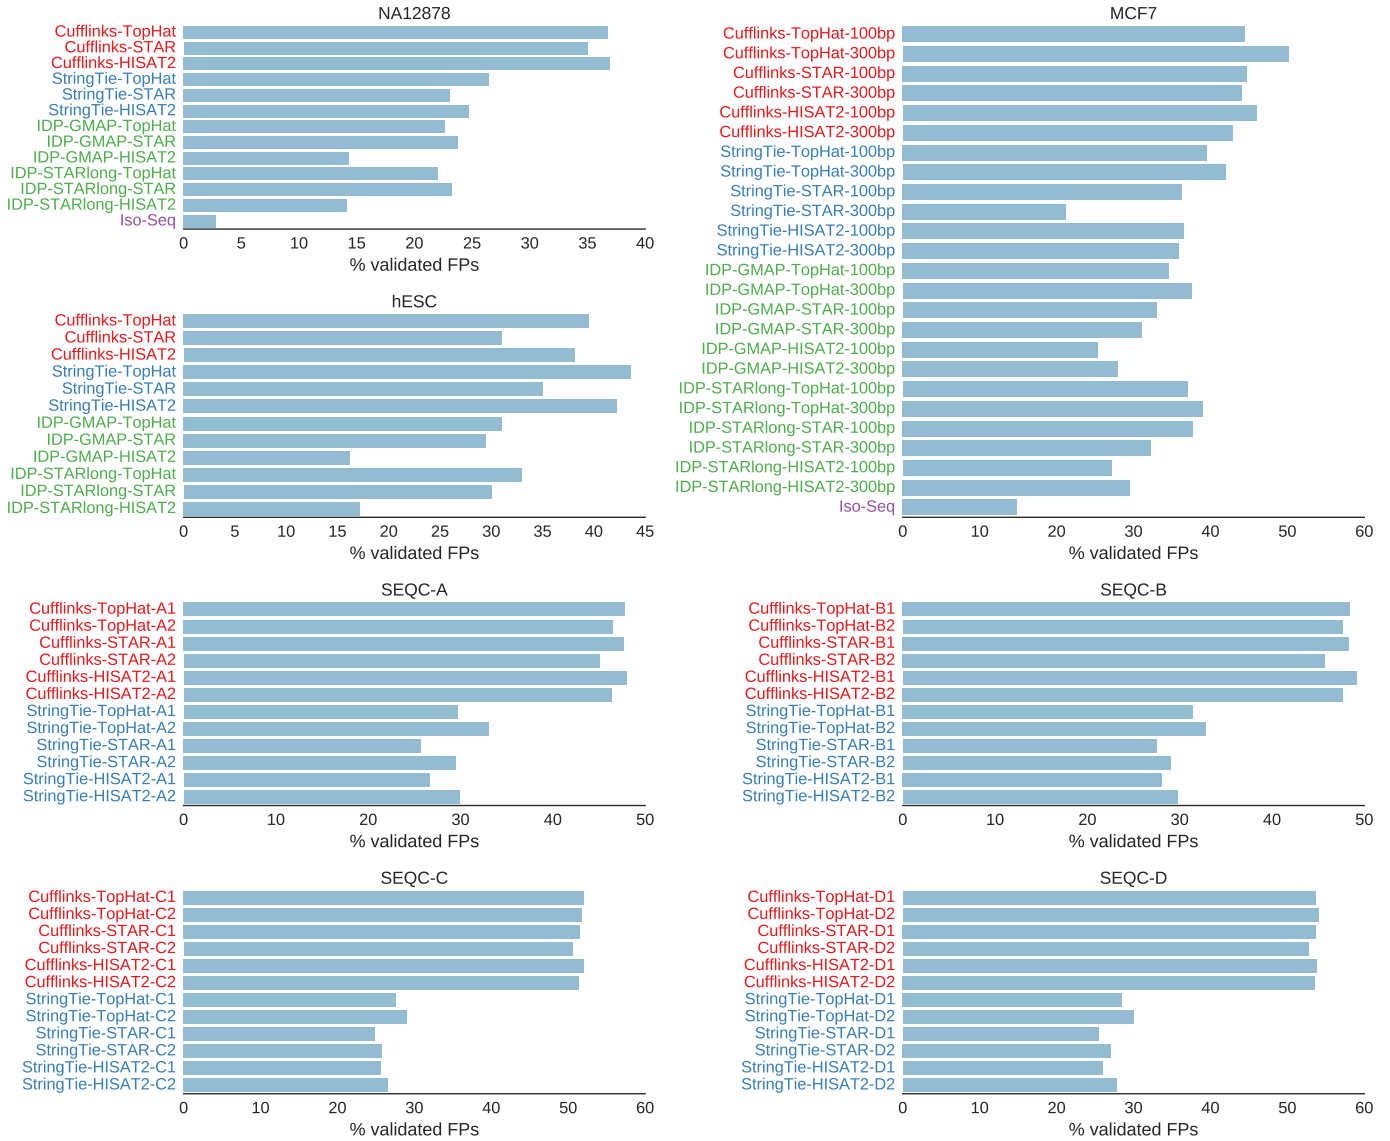 NA12878
Cufflinks-TopHat
Cufflinks-STAR
Cufflinks-HISAT2
StringTie-TopHat
StringTie-STAR
StringTie-HISAT2
IDP-GMAP-TopHat
IDP-GMAP-STAR
IDP-GMAP-HISAT2
IDP-STARlong-TopHat
IDP-STARlong-STAR
IDP-STARlong-HISAT2
Iso-Seq
0 5 10 15 20 25 30 35 40
% validated FPs
hESC
Cufflinks-TopHat
Cufflinks-STAR
Cufflinks-HISAT2
StringTie-TopHat
StringTie-STAR
StringTie-HISAT2
IDP-GMAP-TopHat
IDP-GMAP-STAR
IDP-GMAP-HISAT2
IDP-STARlong-TopHat
IDP-STARlong-STAR
IDP-STARlong-HISAT2
0 5 10 15 20 25 30 35 40 45
% validated FPs
MCF7
Cufflinks-TopHat-100bp
Cufflinks-TopHat-300bp
Cufflinks-STAR-100bp
Cufflinks-STAR-300bp
Cufflinks-HISAT2-100bp
Cufflinks-HISAT2-300bp
StringTie-TopHat-100bp
StringTie-TopHat-300bp
StringTie-STAR-100bp
StringTie-STAR-300bp
StringTie-HISAT2-100bp
StringTie-HISAT2-300bp
IDP-GMAP-TopHat-100bp
IDP-GMAP-TopHat-300bp
IDP-GMAP-STAR-100bp
IDP-GMAP-STAR-300bp
IDP-GMAP-HISAT2-100bp
IDP-GMAP-HISAT2-300bp
IDP-STARlong-TopHat-100bp
IDP-STARlong-TopHat-300bp
IDP-STARlong-STAR-100bp
IDP-STARlong-STAR-300bp
IDP-STARlong-HISAT2-100bp
IDP-STARlong-HISAT2-300bp
Iso-Seq
0 10 20 30 40 50 60
% validated FPs
SEQC-A
Cufflinks-TopHat-A1
Cufflinks-TopHat-A2
Cufflinks-STAR-A1
Cufflinks-STAR-A2
Cufflinks-HISAT2-A1
Cufflinks-HISAT2-A2
StringTie-TopHat-A1
StringTie-TopHat-A2
StringTie-STAR-A1
StringTie-STAR-A2
StringTie-HISAT2-A1
StringTie-HISAT2-A2
0 10 20 30 40 50
% validated FPs
SEQC-B
Cufflinks-TopHat-B1
Cufflinks-TopHat-B2
Cufflinks-STAR-B1
Cufflinks-STAR-B2
Cufflinks-HISAT2-B1
Cufflinks-HISAT2-B2
StringTie-TopHat-B1
StringTie-TopHat-B2
StringTie-STAR-B1
StringTie-STAR-B2
StringTie-HISAT2-B1
StringTie-HISAT2-B2
0 10 20 30 40 50
% validated FPs
SEQC-C
Cufflinks-TopHat-C1
Cufflinks-TopHat-C2
Cufflinks-STAR-C1
Cufflinks-STAR-C2
Cufflinks-HISAT2-C1
Cufflinks-HISAT2-C2
StringTie-TopHat-C1
StringTie-TopHat-C2
StringTie-STAR-C1
StringTie-STAR-C2
StringTie-HISAT2-C1
StringTie-HISAT2-C2
0 10 20 30 40 50 60
% validated FPs
SEQC-D
Cufflinks-TopHat-D1
Cufflinks-TopHat-D2
Cufflinks-STAR-D1
Cufflinks-STAR-D2
Cufflinks-HISAT2-D1
Cufflinks-HISAT2-D2
StringTie-TopHat-D1
StringTie-TopHat-D2
StringTie-STAR-D1
StringTie-STAR-D2
StringTie-HISAT2-D1
StringTie-HISAT2-D2
0 10 20 30 40 50 60
% validated FPs